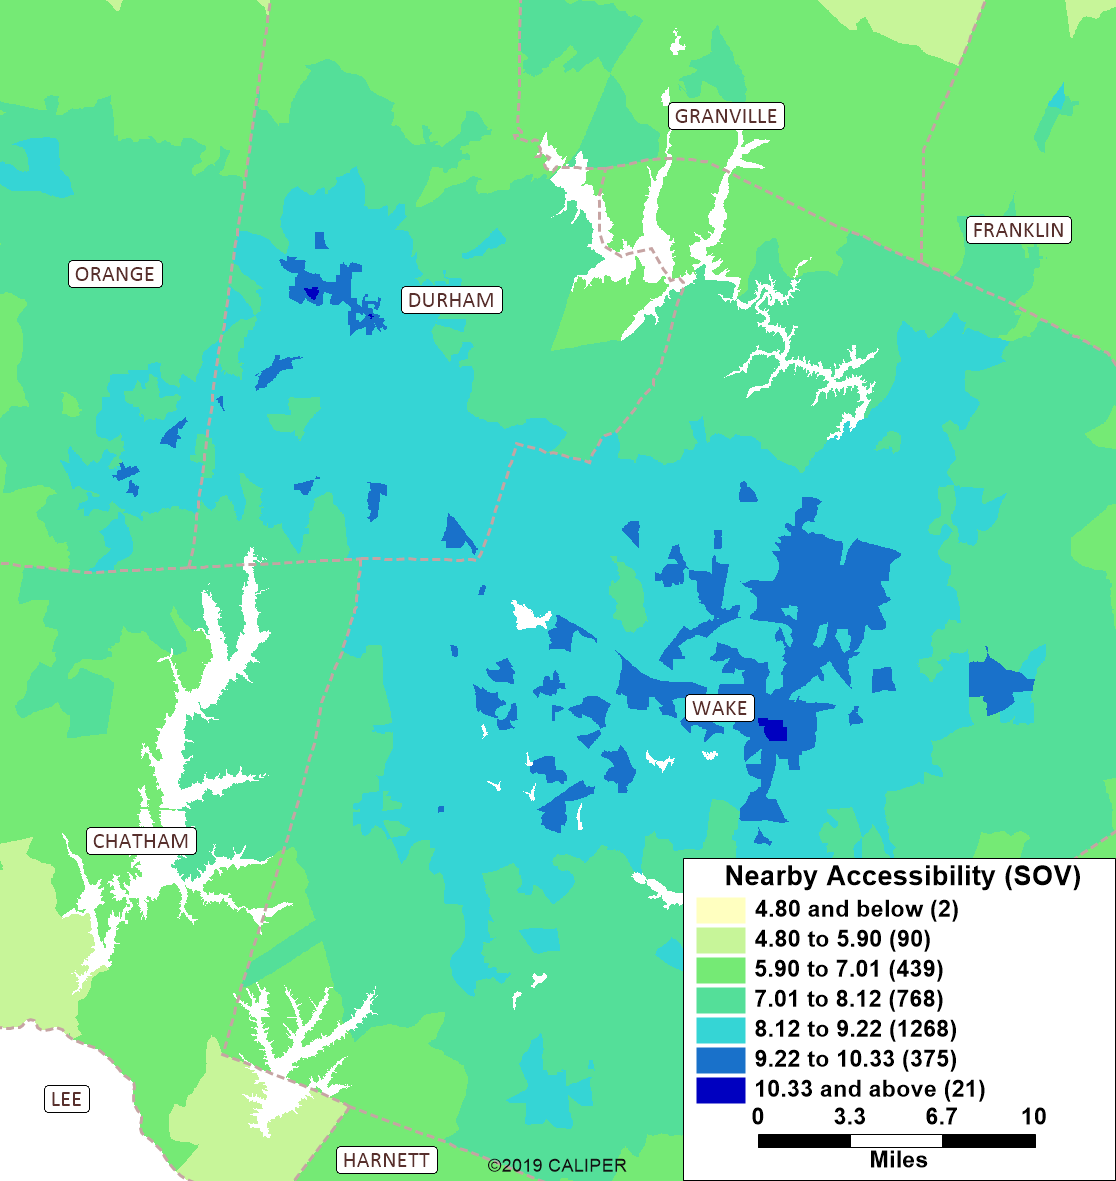 GRANVILLE
FRANKLIN
ORANGE
DURHAM
WAKE
CHATHAM
LEE
HARNETT
©2019 CALIPER
Nearby Accessibility (SOV)
4.80 and below (2)
4.80 to 5.90 (90)
5.90 to 7.01 (439)
7.01 to 8.12 (768)
8.12 to 9.22 (1268)
9.22 to 10.33 (375)
10.33 and above (21)
0 3.3 6.7 10
Miles